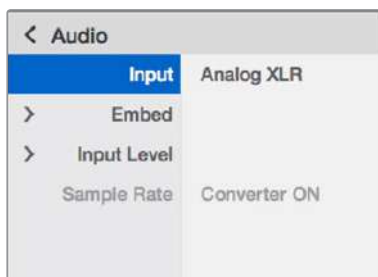 < Audio
Input Analog XLR
> Embed
> Input Level
Sample Rate Converter ON